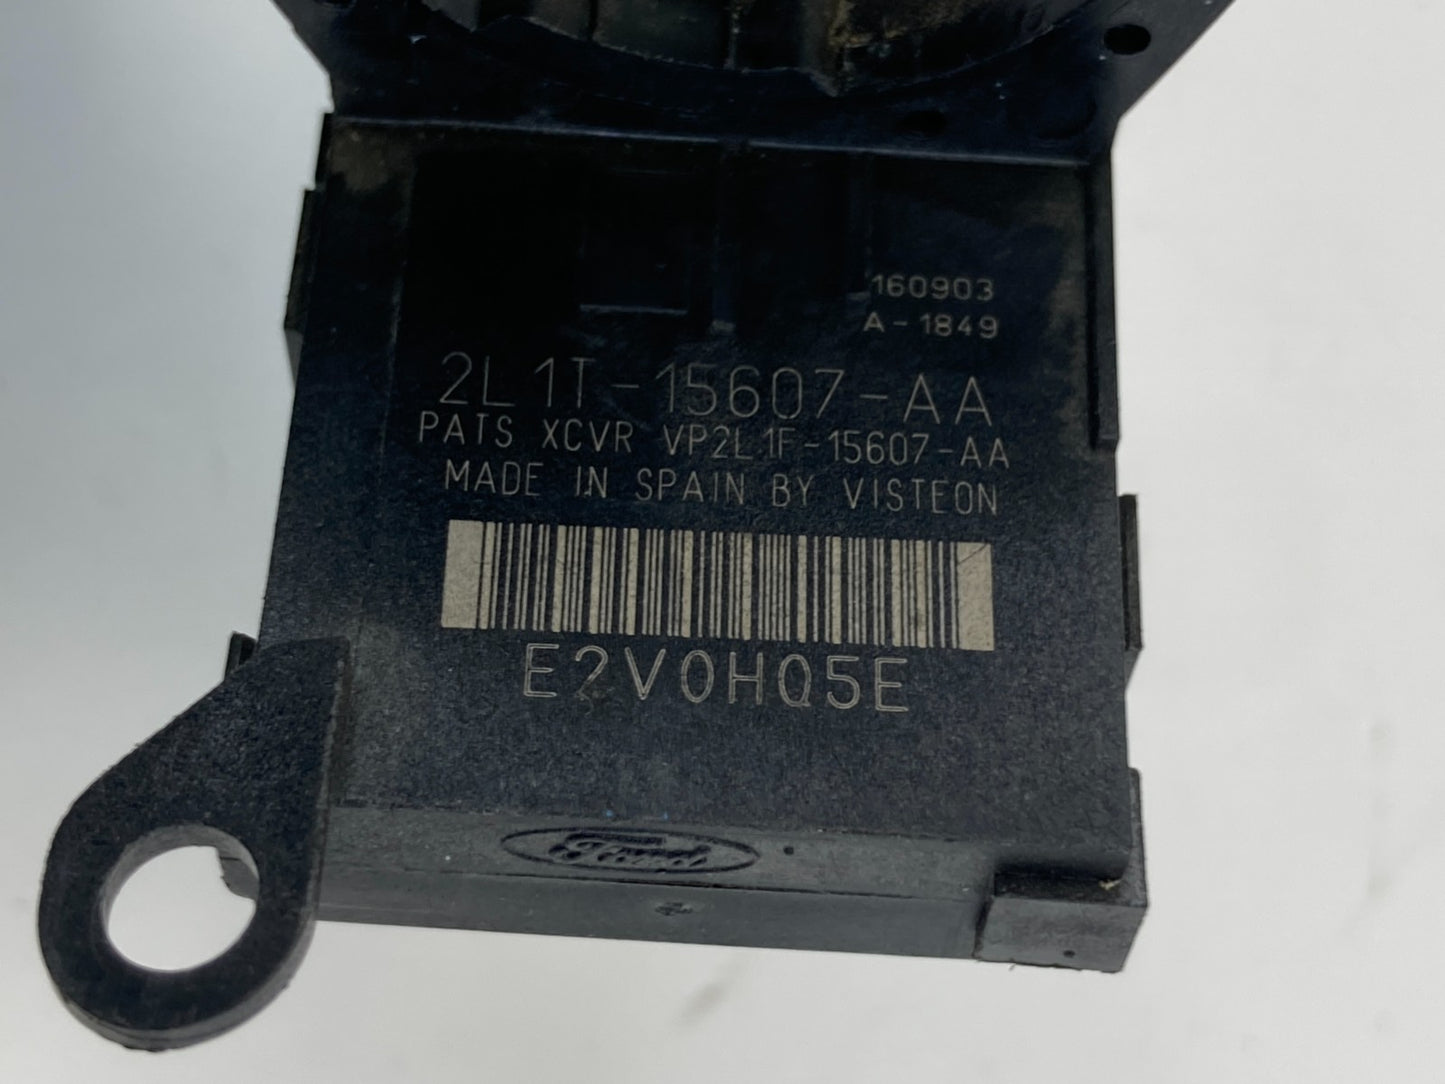 160903
A-1849
2L1T-15607-AA
PATS XCVR VP2L1F-15607-AA
MADE IN SPAIN BY VISTEON
E2V0HQ5E
Ford